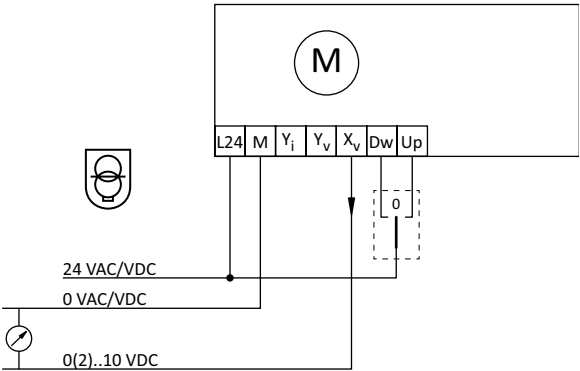 M
L24 M Yi Yv Xv Dw Up
0
24 VAC/VDC
0 VAC/VDC
0(2)..10 VDC